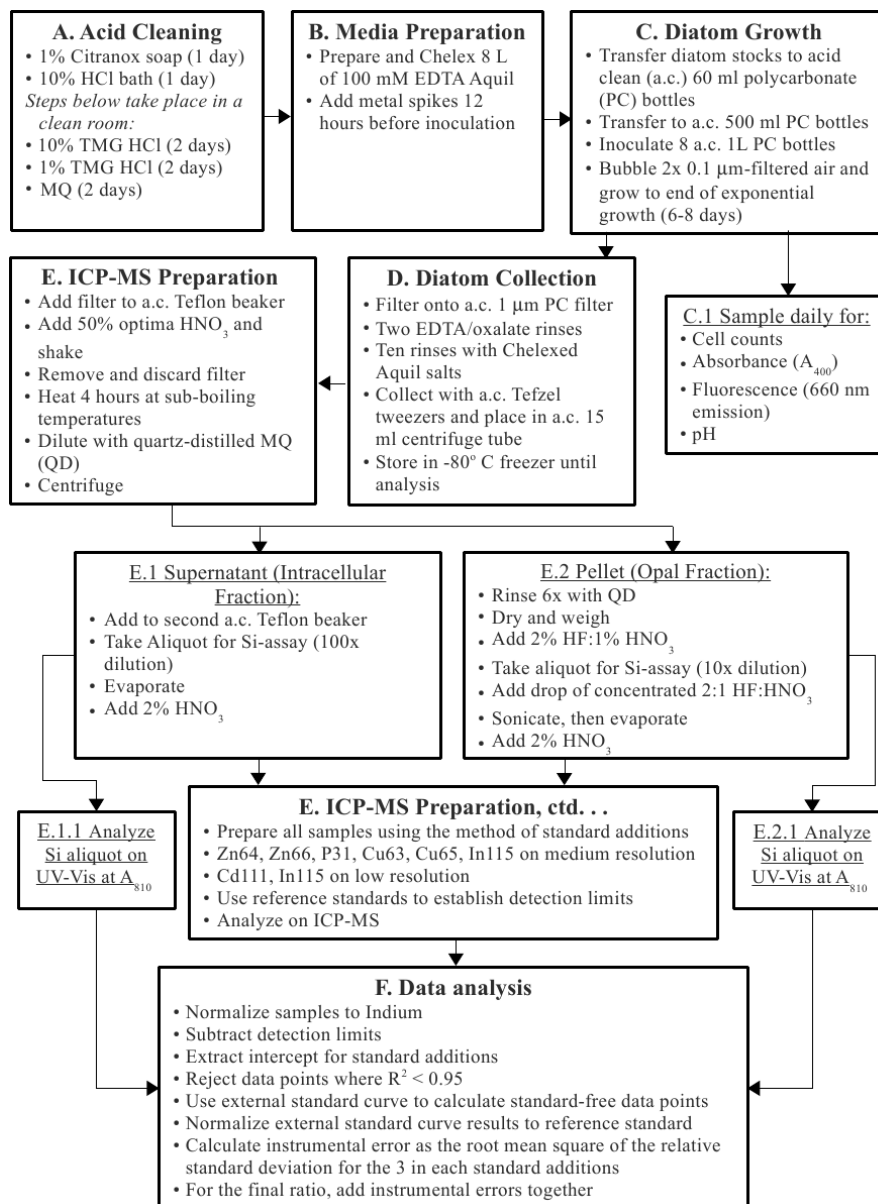 A. Acid Cleaning
• 1% Citranox soap (1 day)
• 10% HCl bath (1 day)
Steps below take place in a
clean room:
• 10% TMG HCl (2 days)
• 1% TMG HCl (2 days)
• MQ (2 days)
B. Media Preparation
• Prepare and Chelex 8 L
of 100 mM EDTA Aquil
• Add metal spikes 12
hours before inoculation
C. Diatom Growth
• Transfer diatom stocks to acid
clean (a.c.) 60 ml polycarbonate
(PC) bottles
• Transfer to a.c. 500 ml PC bottles
• Inoculate 8 a.c. 1L PC bottles
• Bubble 2x 0.1 μm-filtered air and
grow to end of exponential
growth (6-8 days)
C.1 Sample daily for:
• Cell counts
• Absorbance (A400)
• Fluorescence (660 nm
emission)
• pH
D. Diatom Collection
• Filter onto a.c. 1 μm PC filter
• Two EDTA/oxalate rinses
• Ten rinses with Chelexed
Aquil salts
• Collect with a.c. Tefzel
tweezers and place in a.c. 15
ml centrifuge tube
• Store in -80º C freezer until
analysis
E. ICP-MS Preparation
• Add filter to a.c. Teflon beaker
• Add 50% optima HNO3 and
shake
• Remove and discard filter
• Heat 4 hours at sub-boiling
temperatures
• Dilute with quartz-distilled MQ
(QD)
• Centrifuge
E.1 Supernatant (Intracellular
Fraction):
• Add to second a.c. Teflon beaker
• Take Aliquot for Si-assay (100x
dilution)
• Evaporate
• Add 2% HNO3
E.2 Pellet (Opal Fraction):
• Rinse 6x with QD
• Dry and weigh
• Add 2% HF:1% HNO3
• Take aliquot for Si-assay (10x dilution)
• Add drop of concentrated 2:1 HF:HNO3
• Sonicate, then evaporate
• Add 2% HNO3
E.1.1 Analyze
Si aliquot on
UV-Vis at A810
E. ICP-MS Preparation, ctd. . .
• Prepare all samples using the method of standard additions
• Zn64, Zn66, P31, Cu63, Cu65, In115 on medium resolution
• Cd111, In115 on low resolution
• Use reference standards to establish detection limits
• Analyze on ICP-MS
E.2.1 Analyze
Si aliquot on
UV-Vis at A810
F. Data analysis
• Normalize samples to Indium
• Subtract detection limits
• Extract intercept for standard additions
• Reject data points where R² < 0.95
• Use external standard curve to calculate standard-free data points
• Normalize external standard curve results to reference standard
• Calculate instrumental error as the root mean square of the relative
standard deviation for the 3 in each standard additions
• For the final ratio, add instrumental errors together